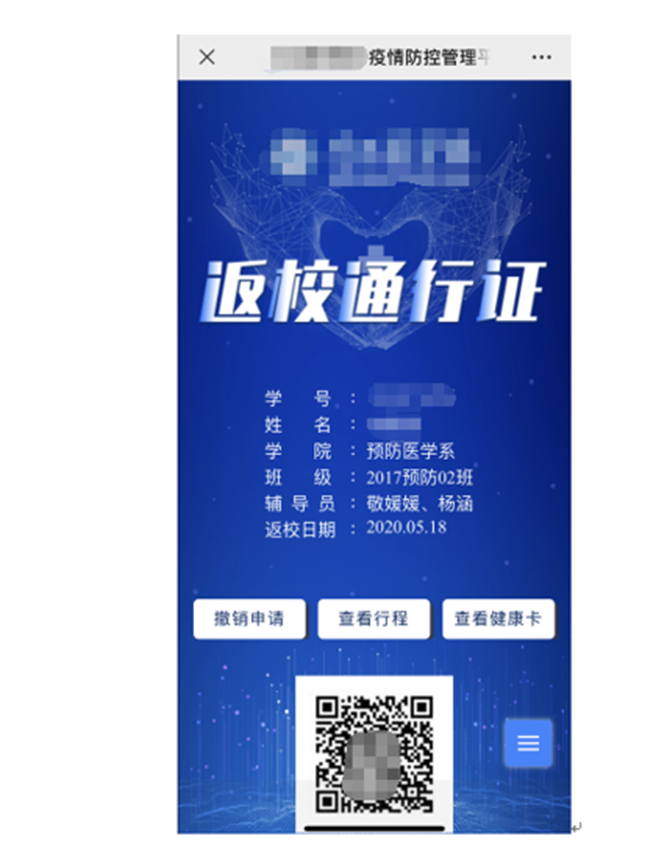 疫情防控管理平
返校通行证
学 号 :
姓 名 :
学 院 : 预防医学系
班 级 : 2017预防02班
辅 导 员 : 敬媛媛、杨涵
返校日期 : 2020.05.18
撤销申请 查看行程 查看健康卡